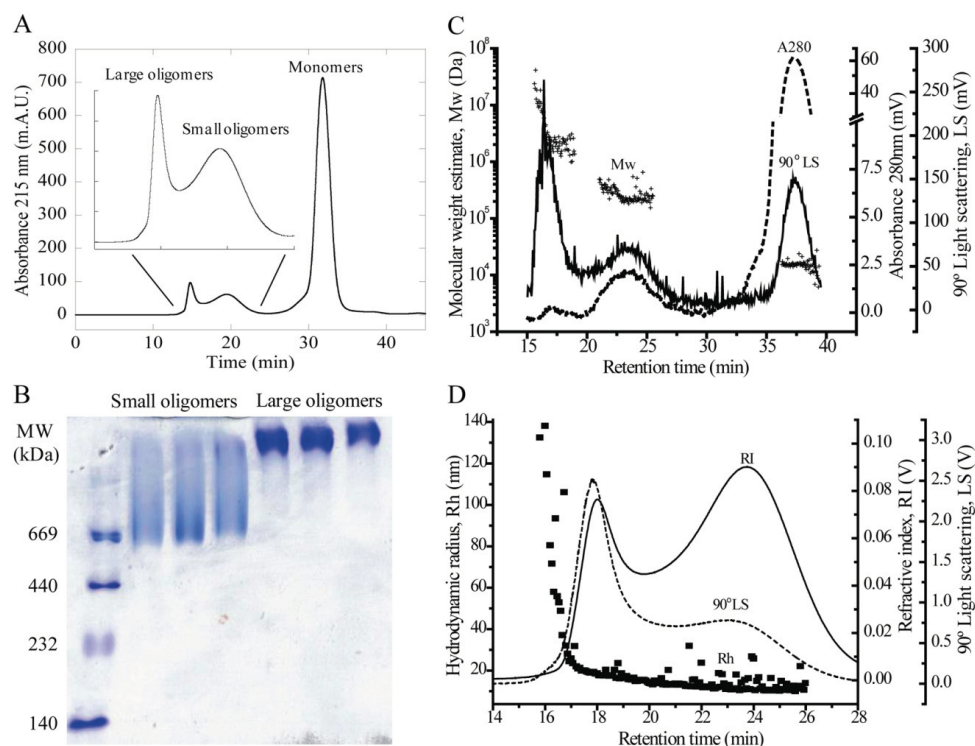 A
800
700
600
500
400
300
200
100
0
Absorbance 215 nm (m.A.U.)
Large oligomers
Small oligomers
Monomers
0 10 20 30 40
Time (min)
B
Small oligomers Large oligomers
MW
(kDa)
669
440
232
140
C
10⁸
10⁷
10⁶
10⁵
10⁴
10³
Molecular weight estimate, Mw (Da)
Mw
A280
90° LS
60
40
7.5
5.0
2.5
0.0
Absorbance 280nm (mV)
300
250
200
150
100
50
0
90° Light scattering, LS (mV)
15 20 25 30 35 40
Retention time (min)
D
140
120
100
80
60
40
20
Hydrodynamic radius, Rh (nm)
RI
90°LS
Rh
0.10
0.08
0.06
0.04
0.02
0.00
Refractive index, RI (V)
3.0
2.5
2.0
1.5
1.0
0.5
0.0
90° Light scattering, LS (V)
14 16 18 20 22 24 26 28
Retention time (min)